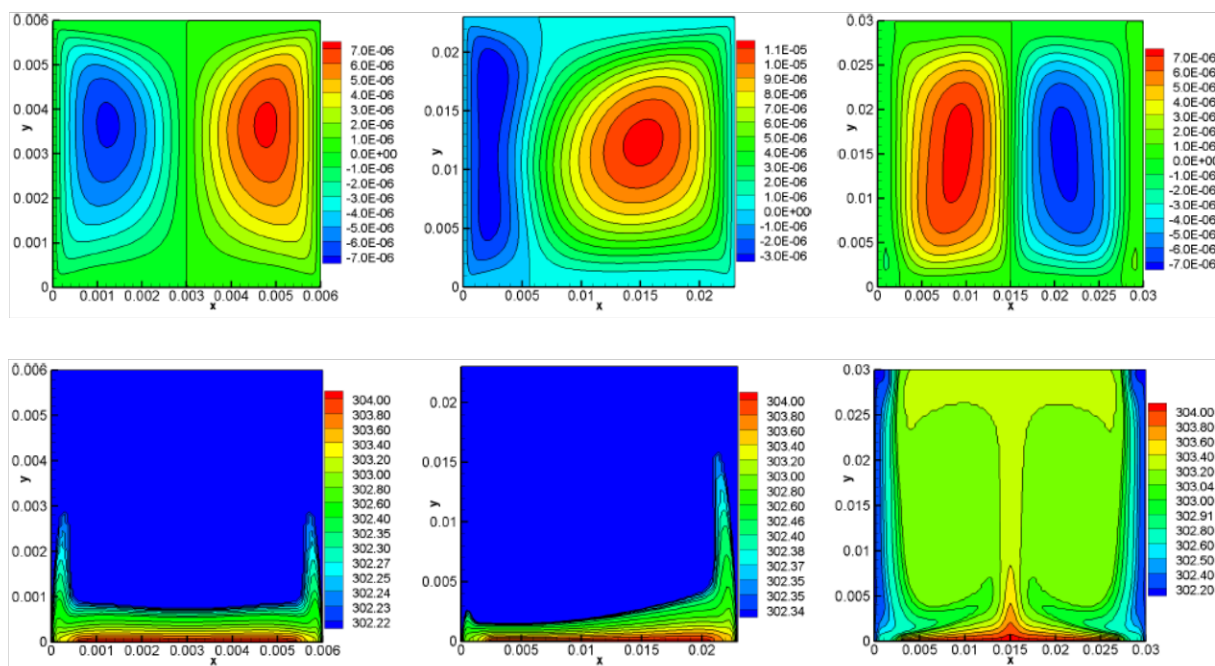 0.006
0.005
0.004
y
0.003
0.002
0.001
0
0 0.001 0.002 0.003 0.004 0.005 0.006
x
7.0E-06
6.0E-06
5.0E-06
4.0E-06
3.0E-06
2.0E-06
1.0E-06
0.0E+00
-1.0E-06
-2.0E-06
-3.0E-06
-4.0E-06
-5.0E-06
-6.0E-06
-7.0E-06
0.02
0.015
y
0.01
0.005
0
0 0.005 0.01 0.015 0.02
x
1.1E-05
1.1E-05
9.0E-06
8.0E-06
7.0E-06
6.0E-06
5.0E-06
4.0E-06
3.0E-06
1.0E-06
1.0E-06
0.0E+00
-1.0E-06
-2.0E-06
-3.0E-06
0.03
0.025
0.02
y
0.015
0.01
0.005
0
0 0.005 0.01 0.015 0.02 0.025 0.03
x
7.0E-06
6.0E-06
5.0E-06
4.0E-06
3.0E-06
2.0E-06
1.0E-06
0.0E+00
-1.0E-06
-2.0E-06
-3.0E-06
-4.0E-06
-5.0E-06
-6.0E-06
-7.0E-06
0.006
0.005
0.004
y
0.003
0.002
0.001
0
0 0.001 0.002 0.003 0.004 0.005 0.006
x
304.00
303.80
303.60
303.40
303.20
303.00
302.80
302.60
302.40
302.30
302.27
302.25
302.24
302.23
302.22
0.02
0.015
y
0.01
0.005
0
0 0.005 0.01 0.015 0.02
x
304.00
303.80
303.60
303.40
303.20
303.00
302.80
302.60
302.46
302.40
302.38
302.37
302.35
302.35
302.34
0.03
0.025
0.02
y
0.015
0.01
0.005
0
0 0.005 0.01 0.015 0.02 0.025 0.03
x
304.00
303.80
303.60
303.40
303.20
303.04
303.00
302.91
302.80
302.60
302.50
302.40
302.20